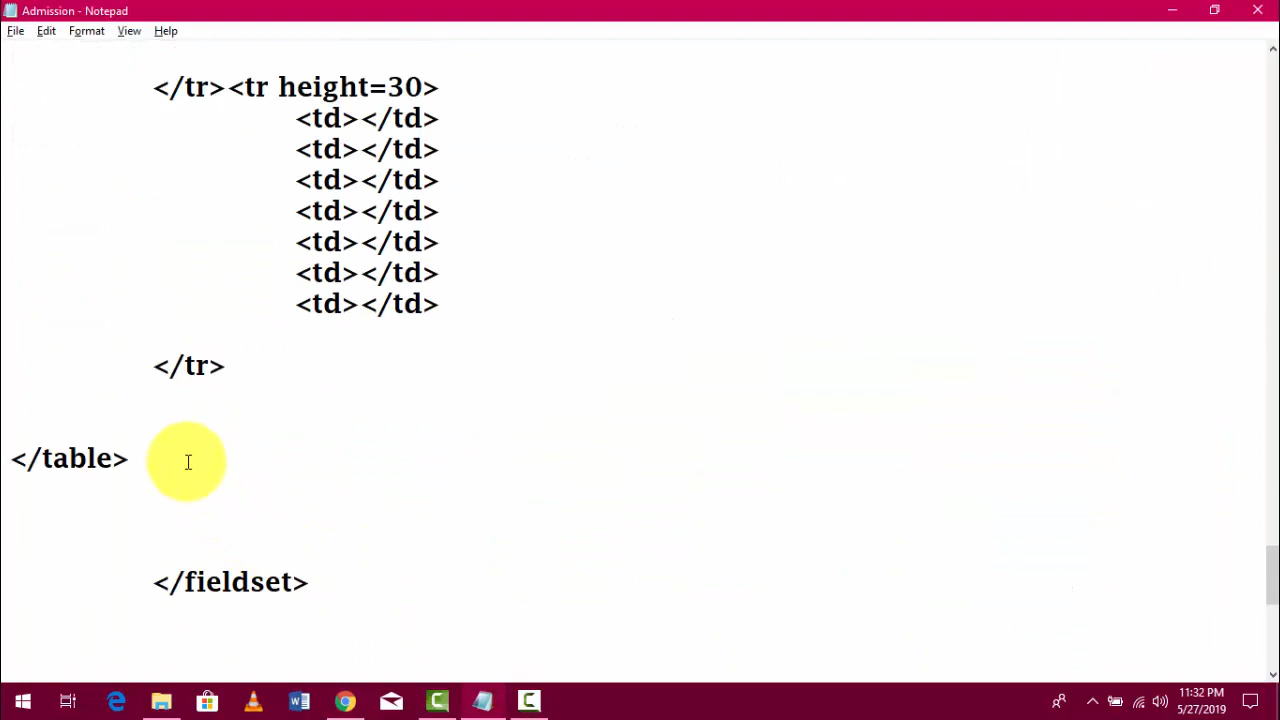 Admission - Notepad
File Edit Format View Help
</tr><tr height=30>
<td></td>
<td></td>
<td></td>
<td></td>
<td></td>
<td></td>
<td></td>
</tr>
</table>
</fieldset>
11:32 PM
5/27/2019